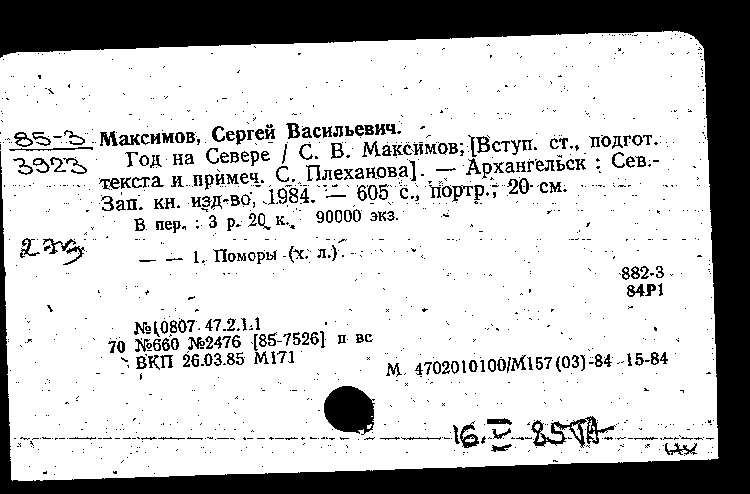 85-3 Максимов, Сергей Васильевич.
3923 Год на Севере / С. В. Максимов; [Вступ. ст., подгот.
текста и примеч. С. Плеханова]. — Архангельск : Сев.-
Зап. кн. изд-во, 1984. — 605 с., портр.; 20 см.
В пер. : 3 р. 20 к. 90000 экз.
— — 1. Поморы (х. л.).
882-3
84Р1
№10807 47.2.1.1
70 №660 №2476 [85-7526] п вс
ВКП 26.03.85 М171
М 4702010100/М157(03)-84 15-84
16.V 85